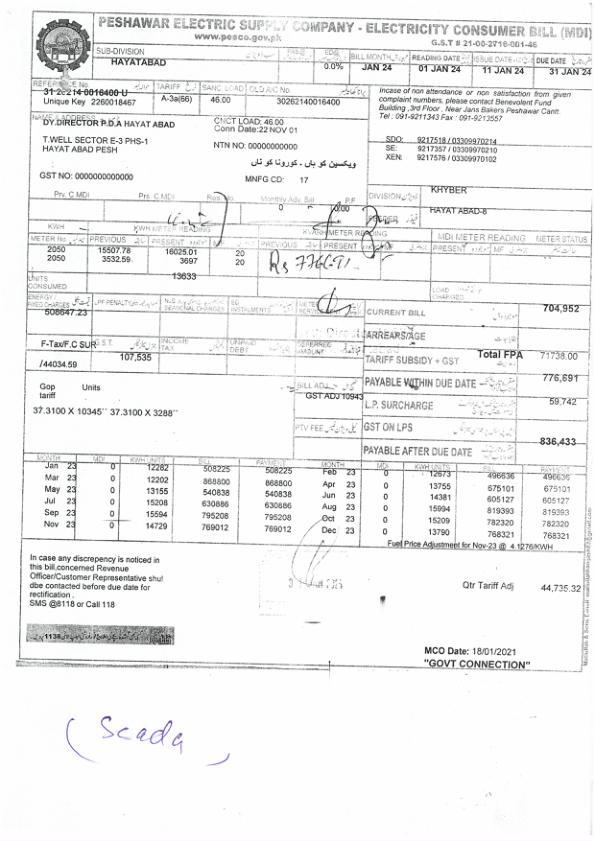 PESHAWAR ELECTRIC SUPPLY COMPANY - ELECTRICITY CONSUMER BILL (MDI)
www.pesco.gov.pk
G.S.T # 21-00-2716-001-46
SUB-DIVISION
HAYATABAD
0.0%
BILL MONTH
JAN 24
READING DATE
01 JAN 24
ISSUE DATE
11 JAN 24
DUE DATE
31 JAN 24
REFERENCE No.
31 26214 0016400 U
Unique Key 2260018467
TARIFF
A-3a(66)
SANC. LOAD
46.00
OLD A/C No.
30262140016400
Incase of non attendance or non satisfation from given
complaint numbers, please contact Benevolent Fund
Building ,3rd Floor, Near Jans Bakers Peshawar Cantt.
Tel : 091-9211343 Fax : 091-9213557
NAME & ADDRESS
DY.DIRECTOR P.D.A HAYAT ABAD
T.WELL SECTOR E-3 PHS-1
HAYAT ABAD PESH
CNCT LOAD: 46.00
Conn Date:22 NOV 01
NTN NO: 00000000000
ویکسین کو ہاں - کورونا کو ناں
GST NO: 0000000000000
MNFG CD: 17
SDO: 9217518 / 03309970214
SE: 9217357 / 03309970210
XEN: 9217576 / 03309970102
DIVISION
KHYBER
FEEDER
HAYAT ABAD-8
Prv. C.MDI
Prs. C.MDI
Monthly Adv. Bill
0
P.F
0.00
KWH
KWH METER READING
KVARH METER READING
MDI METER READING
METER STATUS
METER No. PREVIOUS PRESENT MF PREVIOUS PRESENT MF PRESENT MF
2050 15507.78 16025.01 20
2050 3532.59 3697 20
UNITS
CONSUMED
13633
LOAD
CHARGED
ENERGY /
FIXED CHARGES
508647.23
LPF PENALTY
SEASONAL CHANGES
INSTALMENTS
CURRENT BILL
704,952
ARREARS/AGE
F-Tax/F.C SUR
/44034.59
G.S.T.
107,535
INCOME
TAX
UNPAID
DEBT
DEFERRED
AMOUNT
TARIFF SUBSIDY + GST
Total FPA
71738.00
PAYABLE WITHIN DUE DATE
776,691
Gop Units
tariff
37.3100 X 10345`` 37.3100 X 3288``
BILL ADJ
GST ADJ 10943
L.P. SURCHARGE
59,742
PTV FEE
GST ON LPS
PAYABLE AFTER DUE DATE
836,433
MONTH MDI KWH UNITS BILL PAYMENT MONTH MDI KWH UNITS BILL PAYMENT
Jan 23 0 12282 508225 508225 Feb 23 0 12673 496636 496636
Mar 23 0 12202 868800 868800 Apr 23 0 13755 675101 675101
May 23 0 13155 540838 540838 Jun 23 0 14381 605127 605127
Jul 23 0 15208 630886 630886 Aug 23 0 15994 819393 819393
Sep 23 0 15594 795208 795208 Oct 23 0 15209 782320 782320
Nov 23 0 14729 769012 769012 Dec 23 0 13790 768321 768321
Fuel Price Adjustment for Nov-23 @ 4.1276/KWH
In case any discrepency is noticed in
this bill,concerned Revenue
Officer/Customer Representative shul
dbe contacted before due date for
rectification .
SMS @8118 or Call 118
Qtr Tariff Adj 44,735.32
MCO Date: 18/01/2021
"GOVT CONNECTION"
(Scada)